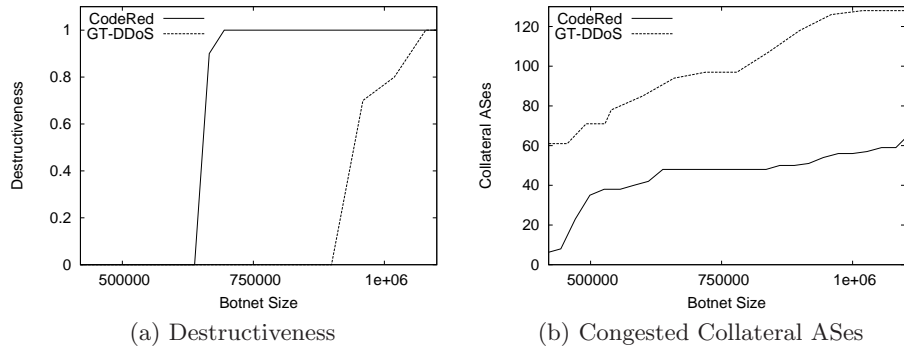 CodeRed
GT-DDoS
1
0.8
0.6
0.4
0.2
0
Destructiveness
500000 750000 1e+06
Botnet Size
(a) Destructiveness
CodeRed
GT-DDoS
120
100
80
60
40
20
0
Collateral ASes
500000 750000 1e+06
Botnet Size
(b) Congested Collateral ASes